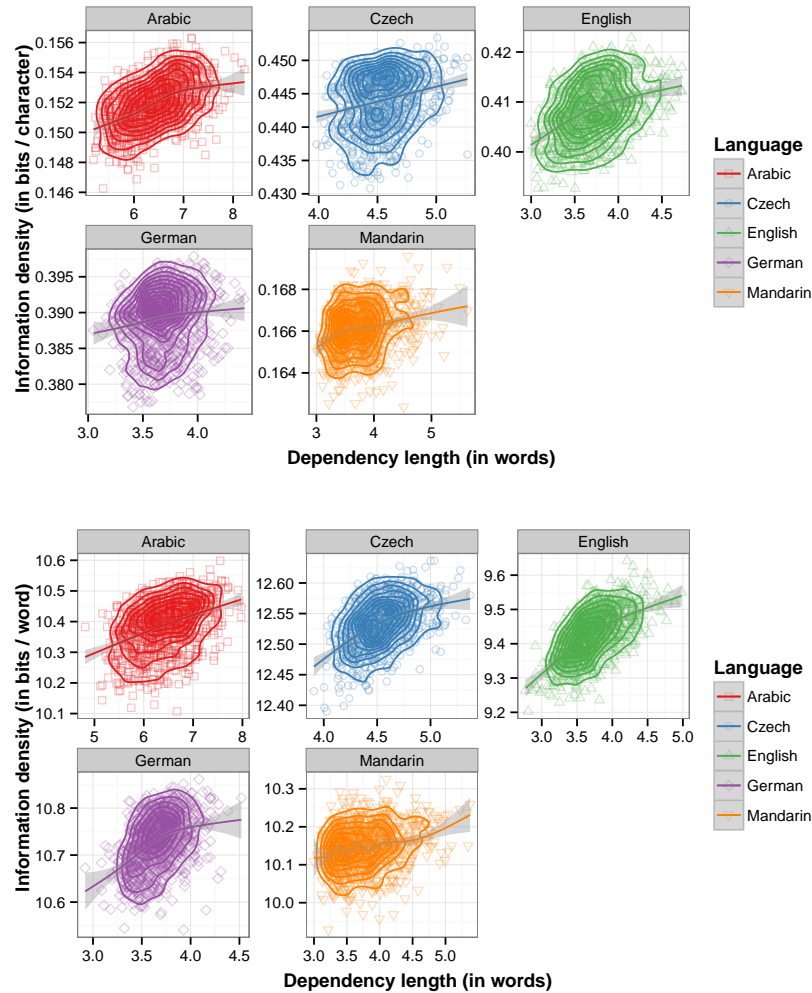 Arabic Czech English
0.156
0.154
0.152
0.150
0.148
0.146
6 7 8
0.450
0.445
0.440
0.435
0.430
4.0 4.5 5.0
0.42
0.41
0.40
3.0 3.5 4.0 4.5
German Mandarin
0.395
0.390
0.385
0.380
3.0 3.5 4.0
0.168
0.166
0.164
3 4 5
Information density (in bits / character)
Dependency length (in words)
Language
Arabic
Czech
English
German
Mandarin
Arabic Czech English
10.6
10.5
10.4
10.3
10.2
10.1
5 6 7 8
12.60
12.55
12.50
12.45
12.40
4.0 4.5 5.0
9.6
9.5
9.4
9.3
9.2
3.0 3.5 4.0 4.5 5.0
German Mandarin
10.8
10.7
10.6
3.0 3.5 4.0 4.5
10.3
10.2
10.1
10.0
3.0 3.5 4.0 4.5 5.0
Information density (in bits / word)
Dependency length (in words)
Language
Arabic
Czech
English
German
Mandarin